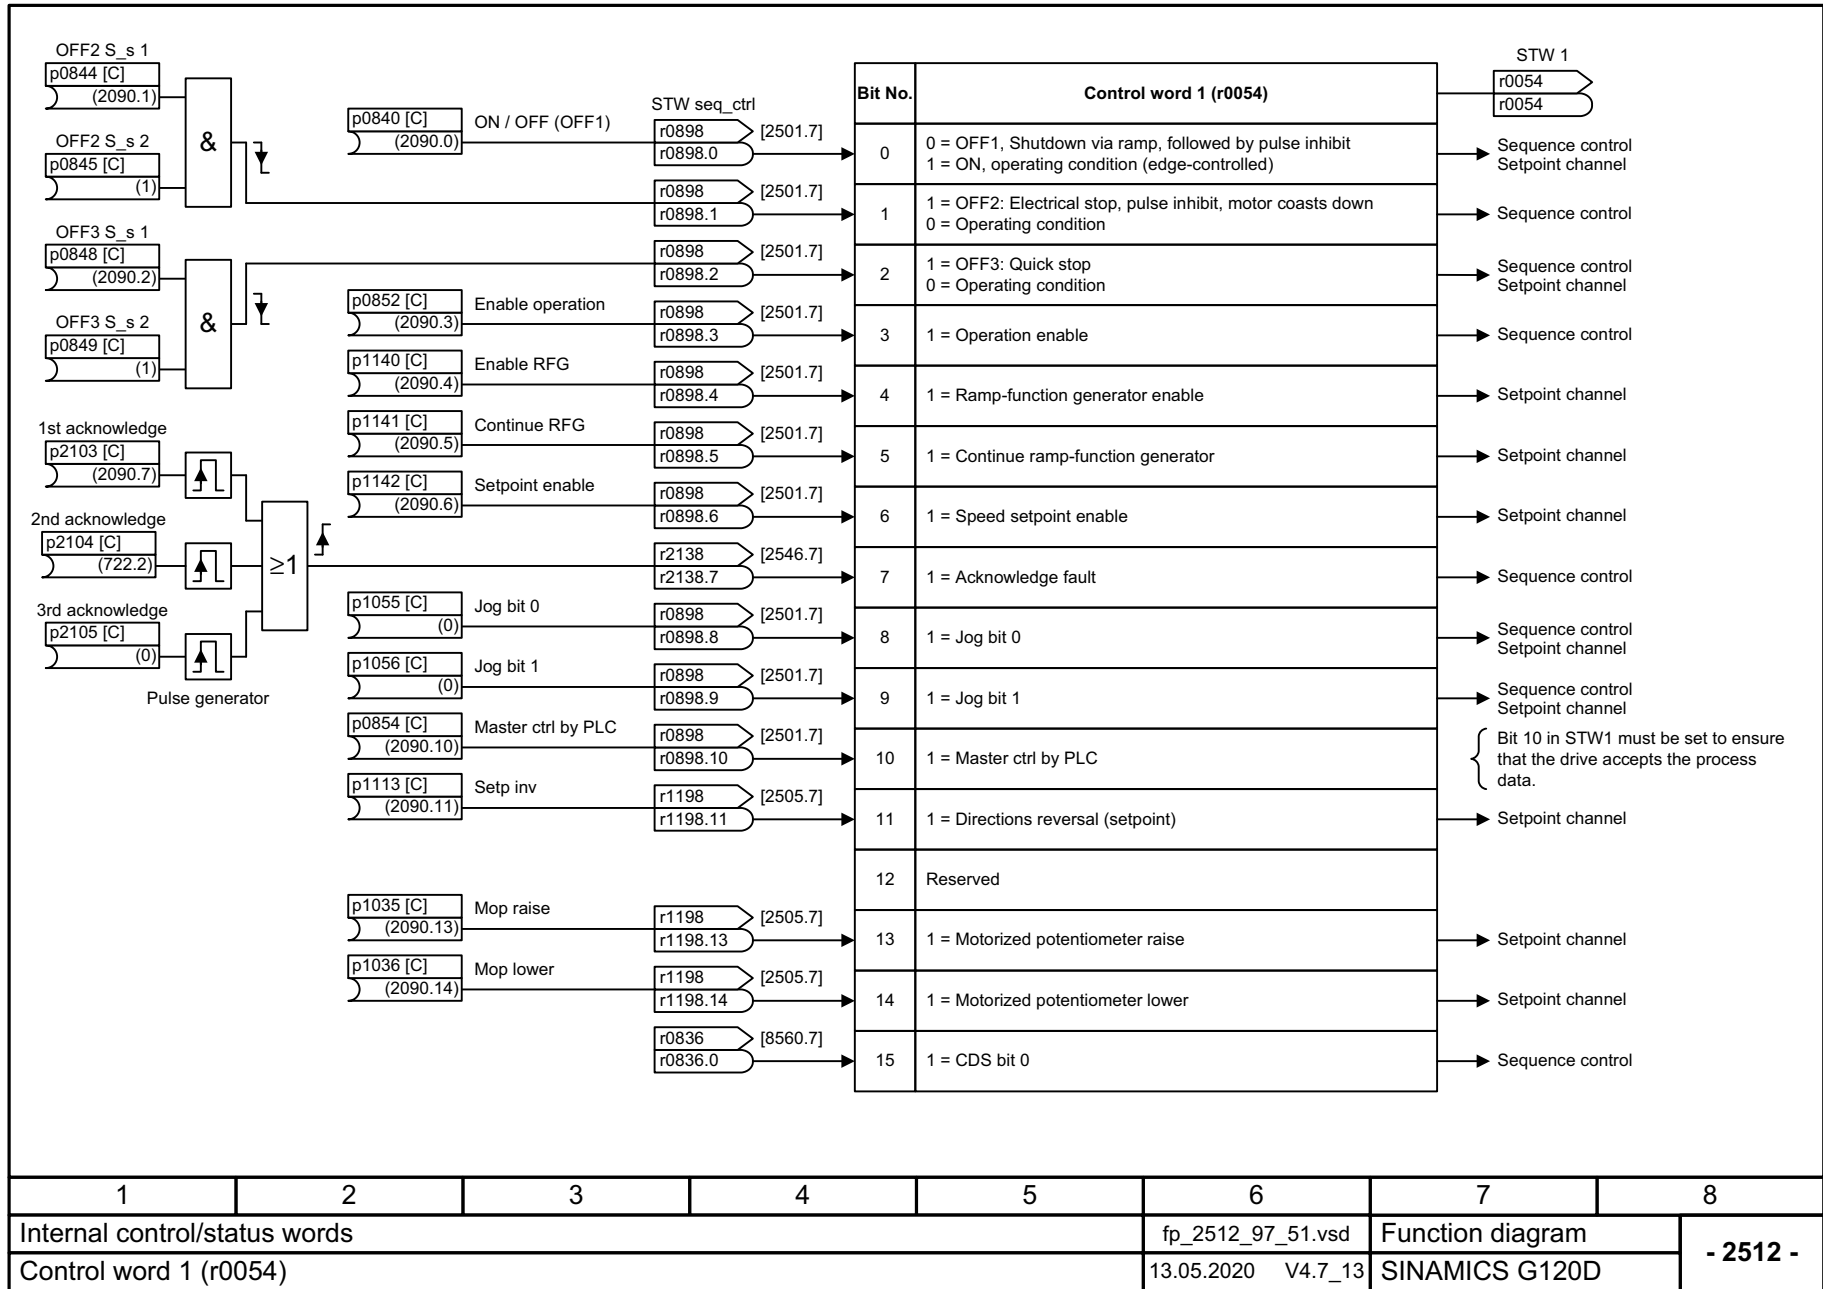 OFF2 S_s 1
p0844 [C]
(2090.1)
OFF2 S_s 2
p0845 [C]
(1)
&
OFF3 S_s 1
p0848 [C]
(2090.2)
OFF3 S_s 2
p0849 [C]
(1)
&
1st acknowledge
p2103 [C]
(2090.7)
2nd acknowledge
p2104 [C]
(722.2)
3rd acknowledge
p2105 [C]
(0)
≥1
Pulse generator
p0840 [C]
(2090.0)
ON / OFF (OFF1)
p0852 [C]
(2090.3)
Enable operation
p1140 [C]
(2090.4)
Enable RFG
p1141 [C]
(2090.5)
Continue RFG
p1142 [C]
(2090.6)
Setpoint enable
p1055 [C]
(0)
Jog bit 0
p1056 [C]
(0)
Jog bit 1
p0854 [C]
(2090.10)
Master ctrl by PLC
p1113 [C]
(2090.11)
Setp inv
p1035 [C]
(2090.13)
Mop raise
p1036 [C]
(2090.14)
Mop lower
STW seq_ctrl
r0898 [2501.7]
r0898.0
r0898 [2501.7]
r0898.1
r0898 [2501.7]
r0898.2
r0898 [2501.7]
r0898.3
r0898 [2501.7]
r0898.4
r0898 [2501.7]
r0898.5
r0898 [2501.7]
r0898.6
r2138 [2546.7]
r2138.7
r0898 [2501.7]
r0898.8
r0898 [2501.7]
r0898.9
r0898 [2501.7]
r0898.10
r1198 [2505.7]
r1198.11
r1198 [2505.7]
r1198.13
r1198 [2505.7]
r1198.14
r0836 [8560.7]
r0836.0
Bit No. Control word 1 (r0054)
0 0 = OFF1, Shutdown via ramp, followed by pulse inhibit
1 = ON, operating condition (edge-controlled)
1 1 = OFF2: Electrical stop, pulse inhibit, motor coasts down
0 = Operating condition
2 1 = OFF3: Quick stop
0 = Operating condition
3 1 = Operation enable
4 1 = Ramp-function generator enable
5 1 = Continue ramp-function generator
6 1 = Speed setpoint enable
7 1 = Acknowledge fault
8 1 = Jog bit 0
9 1 = Jog bit 1
10 1 = Master ctrl by PLC
11 1 = Directions reversal (setpoint)
12 Reserved
13 1 = Motorized potentiometer raise
14 1 = Motorized potentiometer lower
15 1 = CDS bit 0
STW 1
r0054
r0054
Sequence control
Setpoint channel
Sequence control
Sequence control
Setpoint channel
Sequence control
Setpoint channel
Setpoint channel
Setpoint channel
Sequence control
Sequence control
Setpoint channel
Sequence control
Setpoint channel
Bit 10 in STW1 must be set to ensure
that the drive accepts the process
data.
Setpoint channel
Setpoint channel
Setpoint channel
Sequence control
1 2 3 4 5 6 7 8
Internal control/status words fp_2512_97_51.vsd Function diagram
- 2512 -
Control word 1 (r0054) 13.05.2020 V4.7_13 SINAMICS G120D